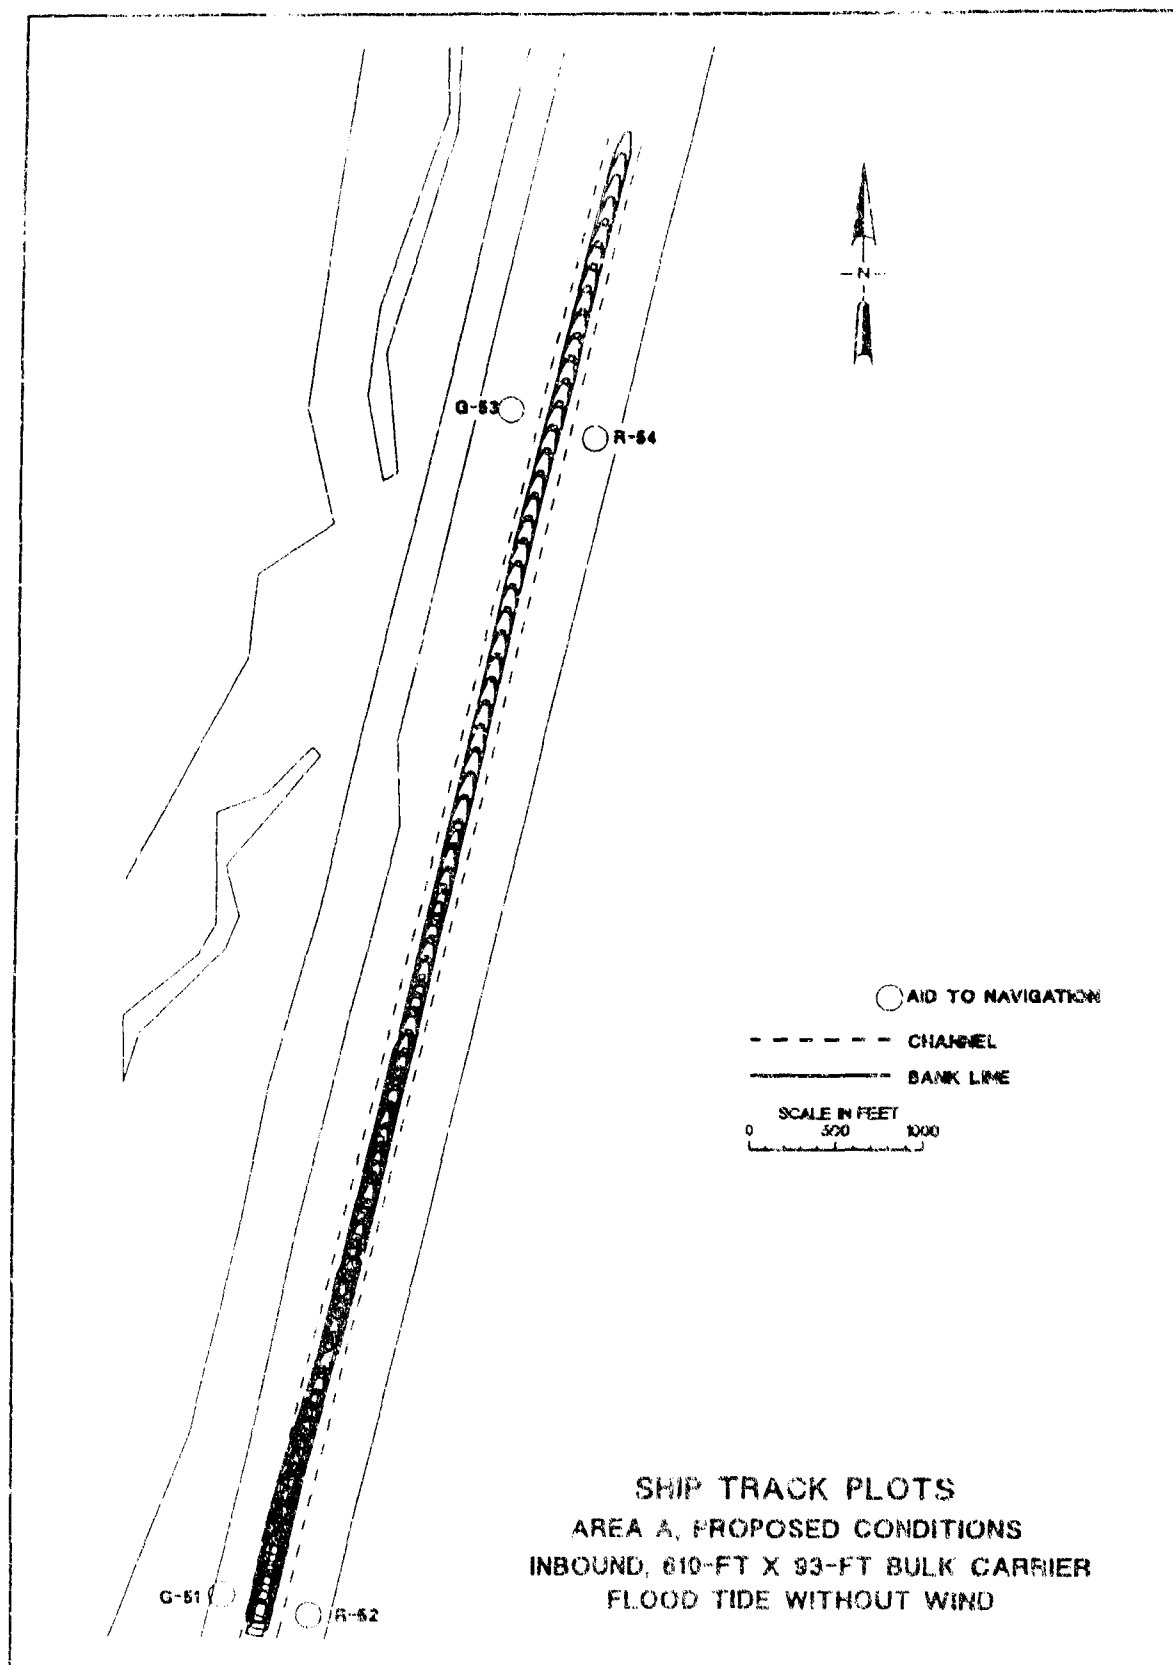 N
G-53
R-54
AID TO NAVIGATION
CHANNEL
BANK LINE
SCALE IN FEET
0 500 1000
SHIP TRACK PLOTS
AREA A, PROPOSED CONDITIONS
INBOUND, 610-FT X 93-FT BULK CARRIER
FLOOD TIDE WITHOUT WIND
G-51
R-52